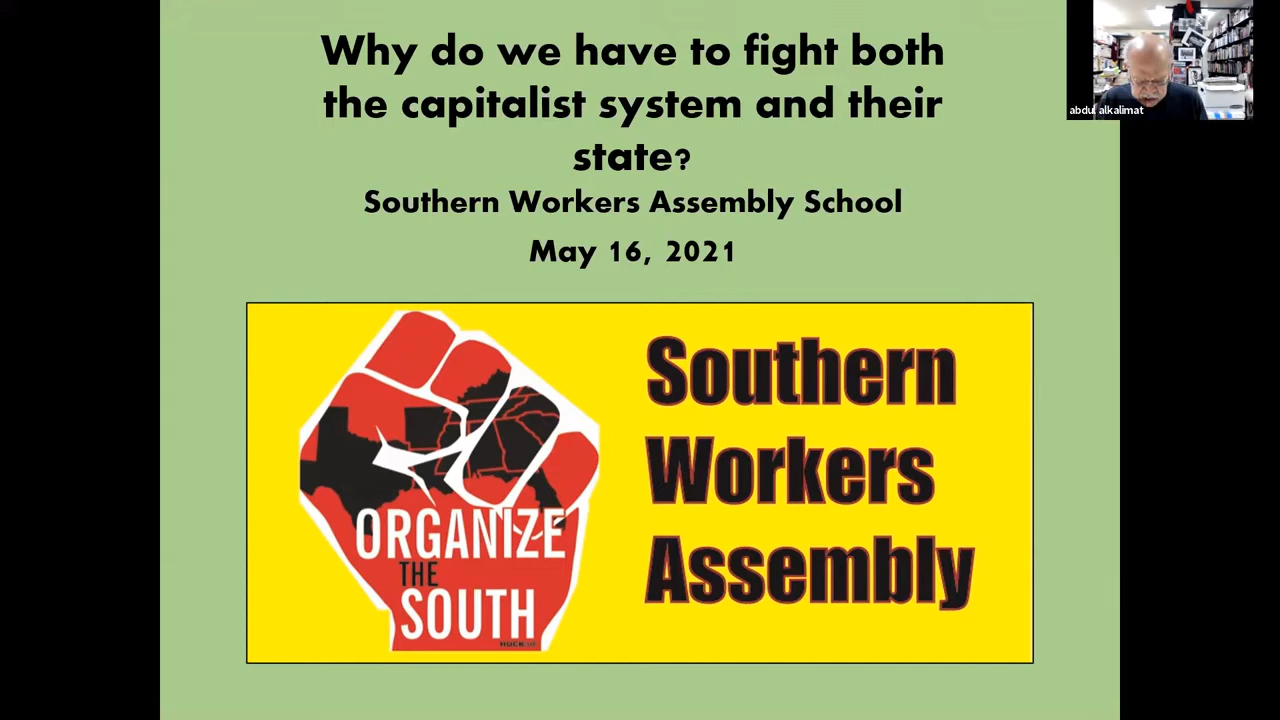 Why do we have to fight both
the capitalist system and their
state?
Southern Workers Assembly School
May 16, 2021
abdul alkalimat
Southern
Workers
Assembly
ORGANIZE
THE
SOUTH